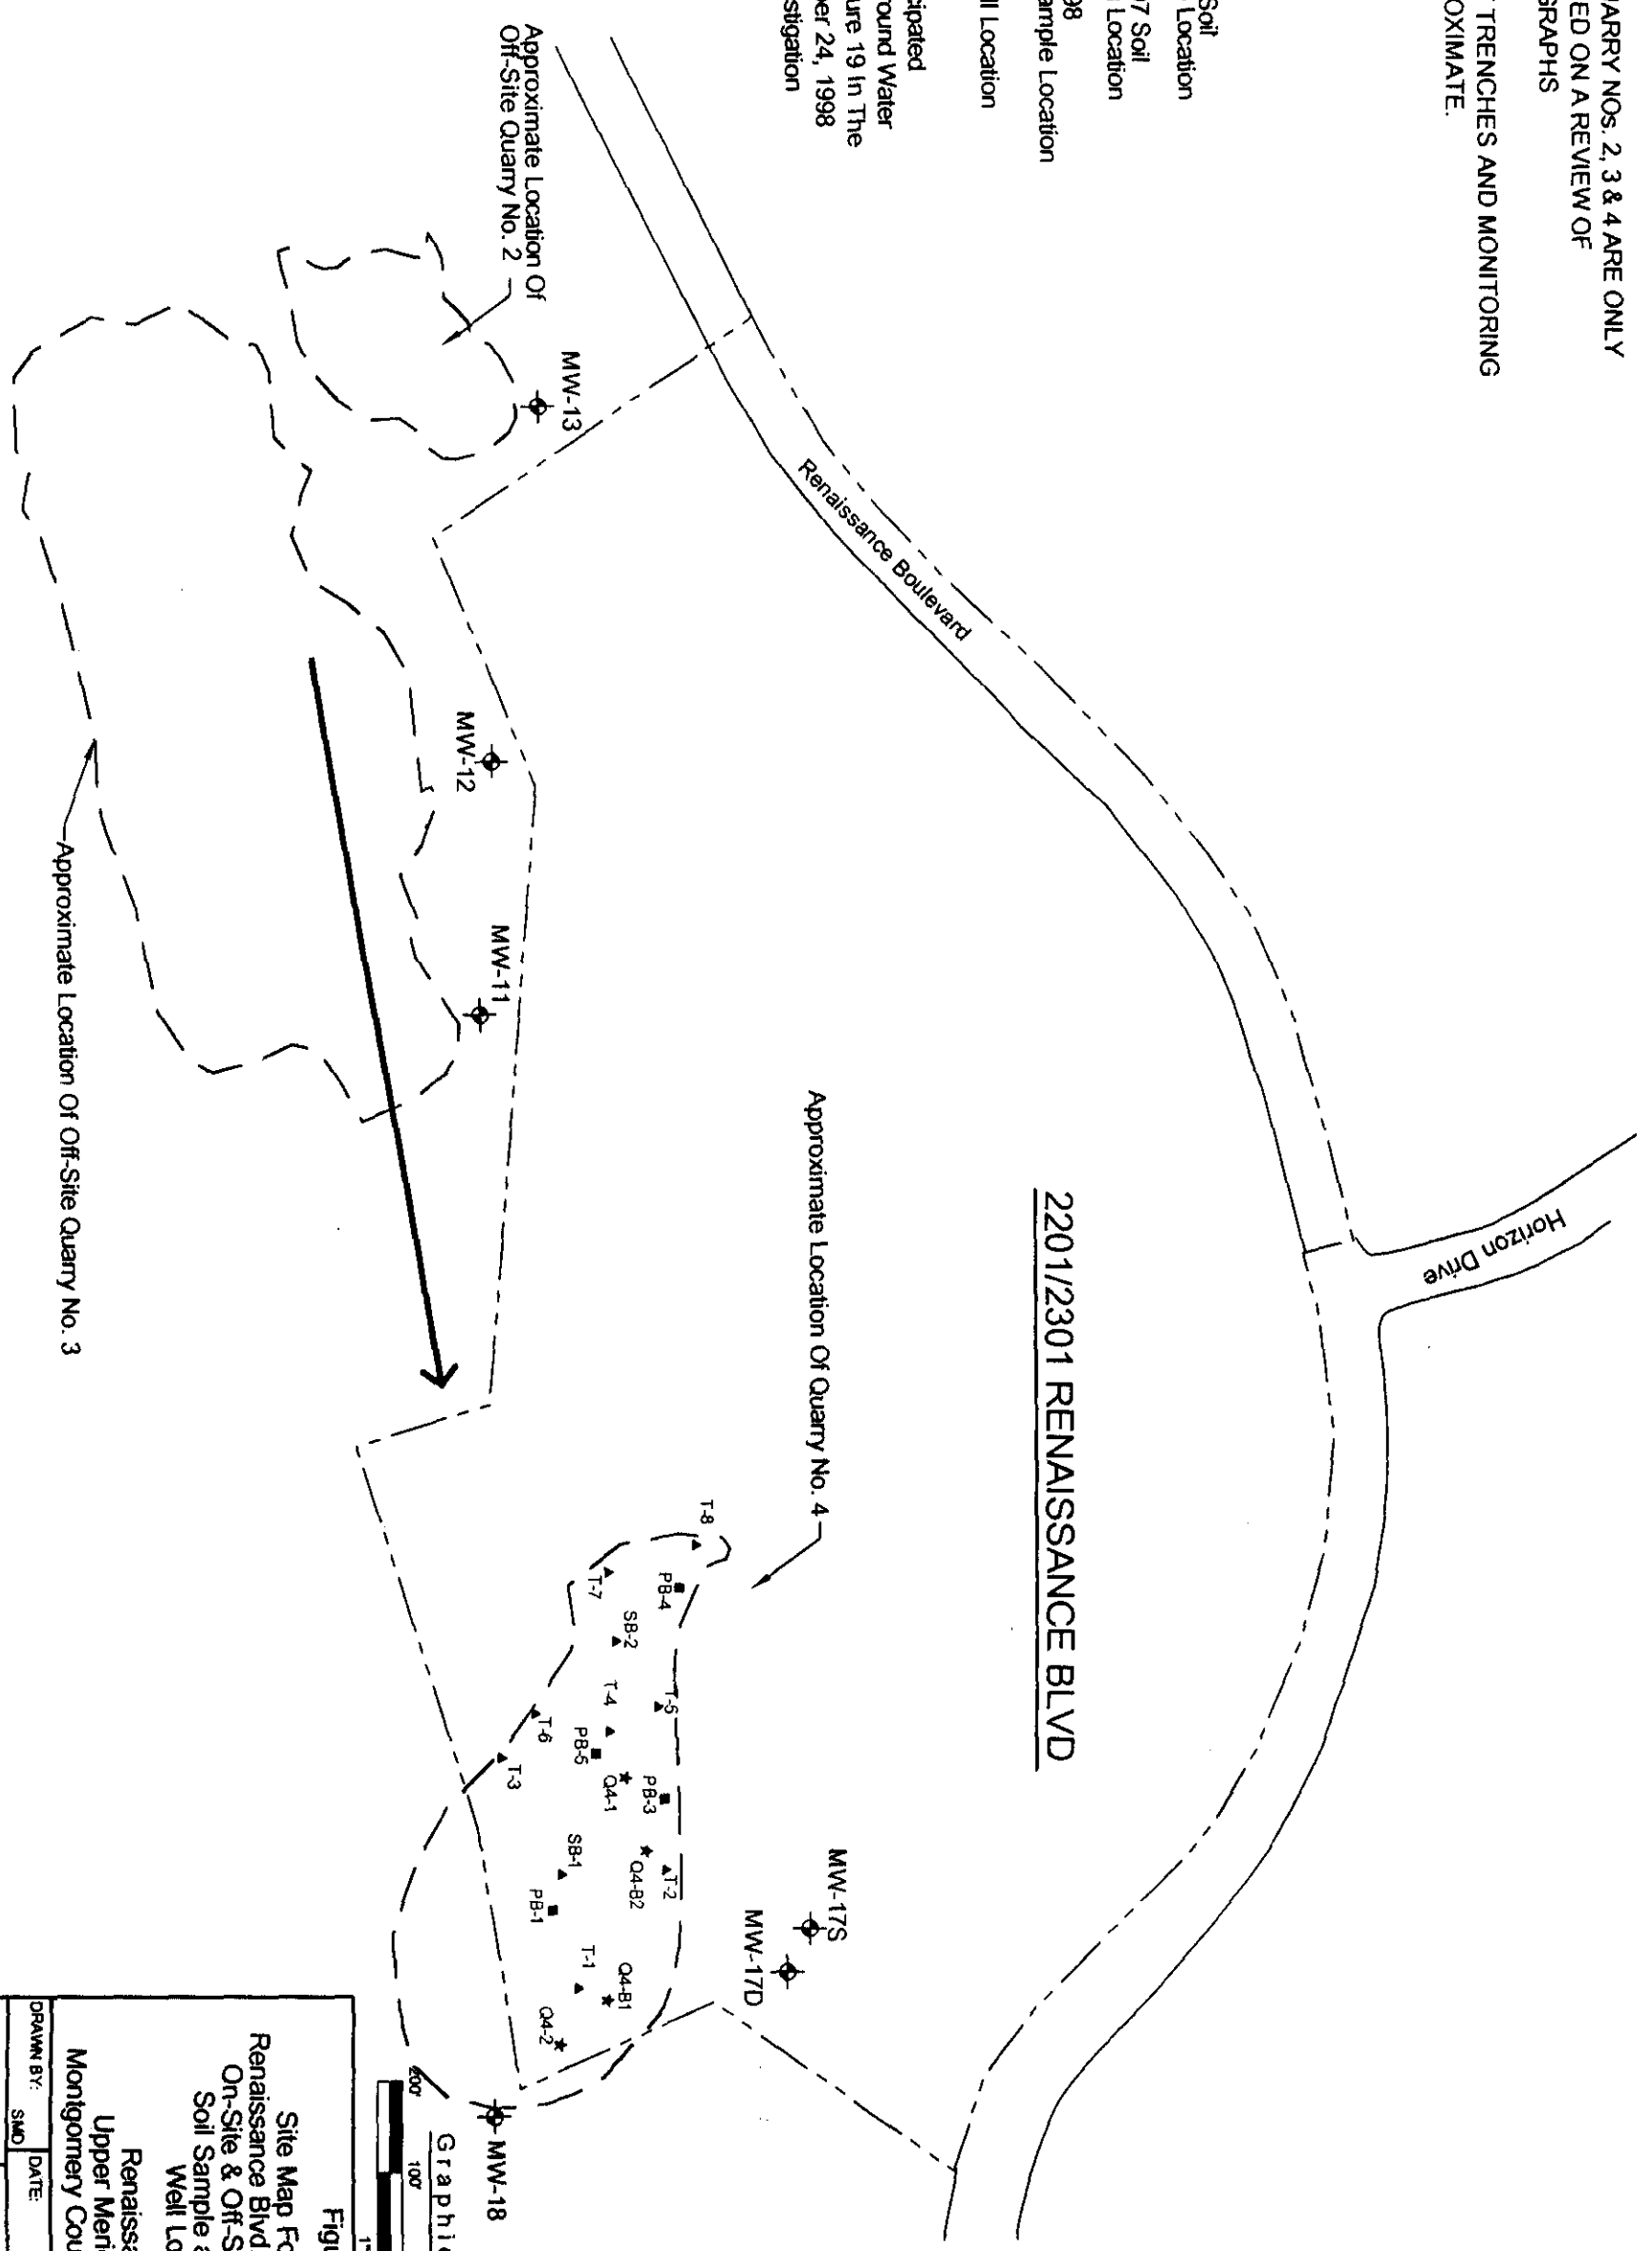 ARRY NOs. 2, 3 & 4 ARE ONLY
ED ON A REVIEW OF
GRAPHS
TRENCHES AND MONITORING
OXIMATE.
Soil
Location
7 Soil
Location
98
ample Location
ll Location
cipated
round Water
ure 19 In The
er 24, 1998
stigation
Horizon Drive
Renaissance Boulevard
2201/2301 RENAISSANCE BLVD
Approximate Location Of Quarry No. 4
Approximate Location Of
Off-Site Quarry No. 2
MW-13
MW-12
MW-11
Approximate Location Of Off-Site Quarry No. 3
MW-17S
MW-17D
MW-18
T-8
PB-4
T-7
SB-2
T-5
T-4
PB-5
T-6
T-3
Q4-1
PB-3
T-2
Q4-B2
SB-1
PB-1
T-1
Q4-B1
Q4-2
Graphic
200'
100'
1"
Figu
Site Map Fo
Renaissance Blvd.
On-Site & Off-S
Soil Sample a
Well Lo
Renaissa
Upper Meri
Montgomery Cou
DRAWN BY: SMD
DATE: